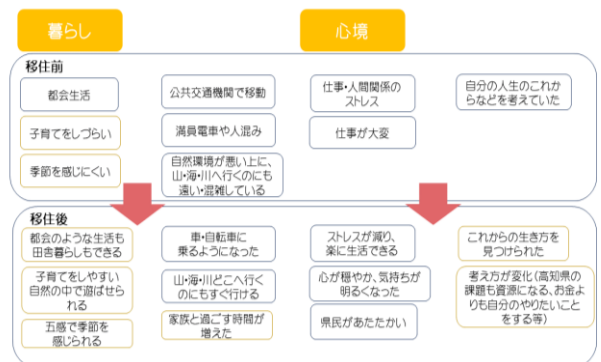 暮らし
心境
移住前
都会生活
子育てをしづらい
季節を感じにくい
公共交通機関で移動
満員電車や人混み
自然環境が悪い上に、
山・海・川へ行くのにも
遠い・混雑している
仕事・人間関係の
ストレス
仕事が大変
自分の人生のこれか
らなどを考えていた
移住後
都会のような生活も
田舎暮らしもできる
子育てをしやすい
自然の中で遊ばせら
れる
五感で季節を
感じられる
車・自転車に
乗るようになった
山・海・川どこへ行く
のにもすぐ行ける
家族と過ごす時間が
増えた
ストレスが減り、
楽に生活できる
心が穏やか、気持ちが
明るくなった
県民があたたかい
これからの生き方を
見つけられた
考え方が変化(高知県の
課題も資源になる、お金よ
りも自分のやりたいこと
をする等)